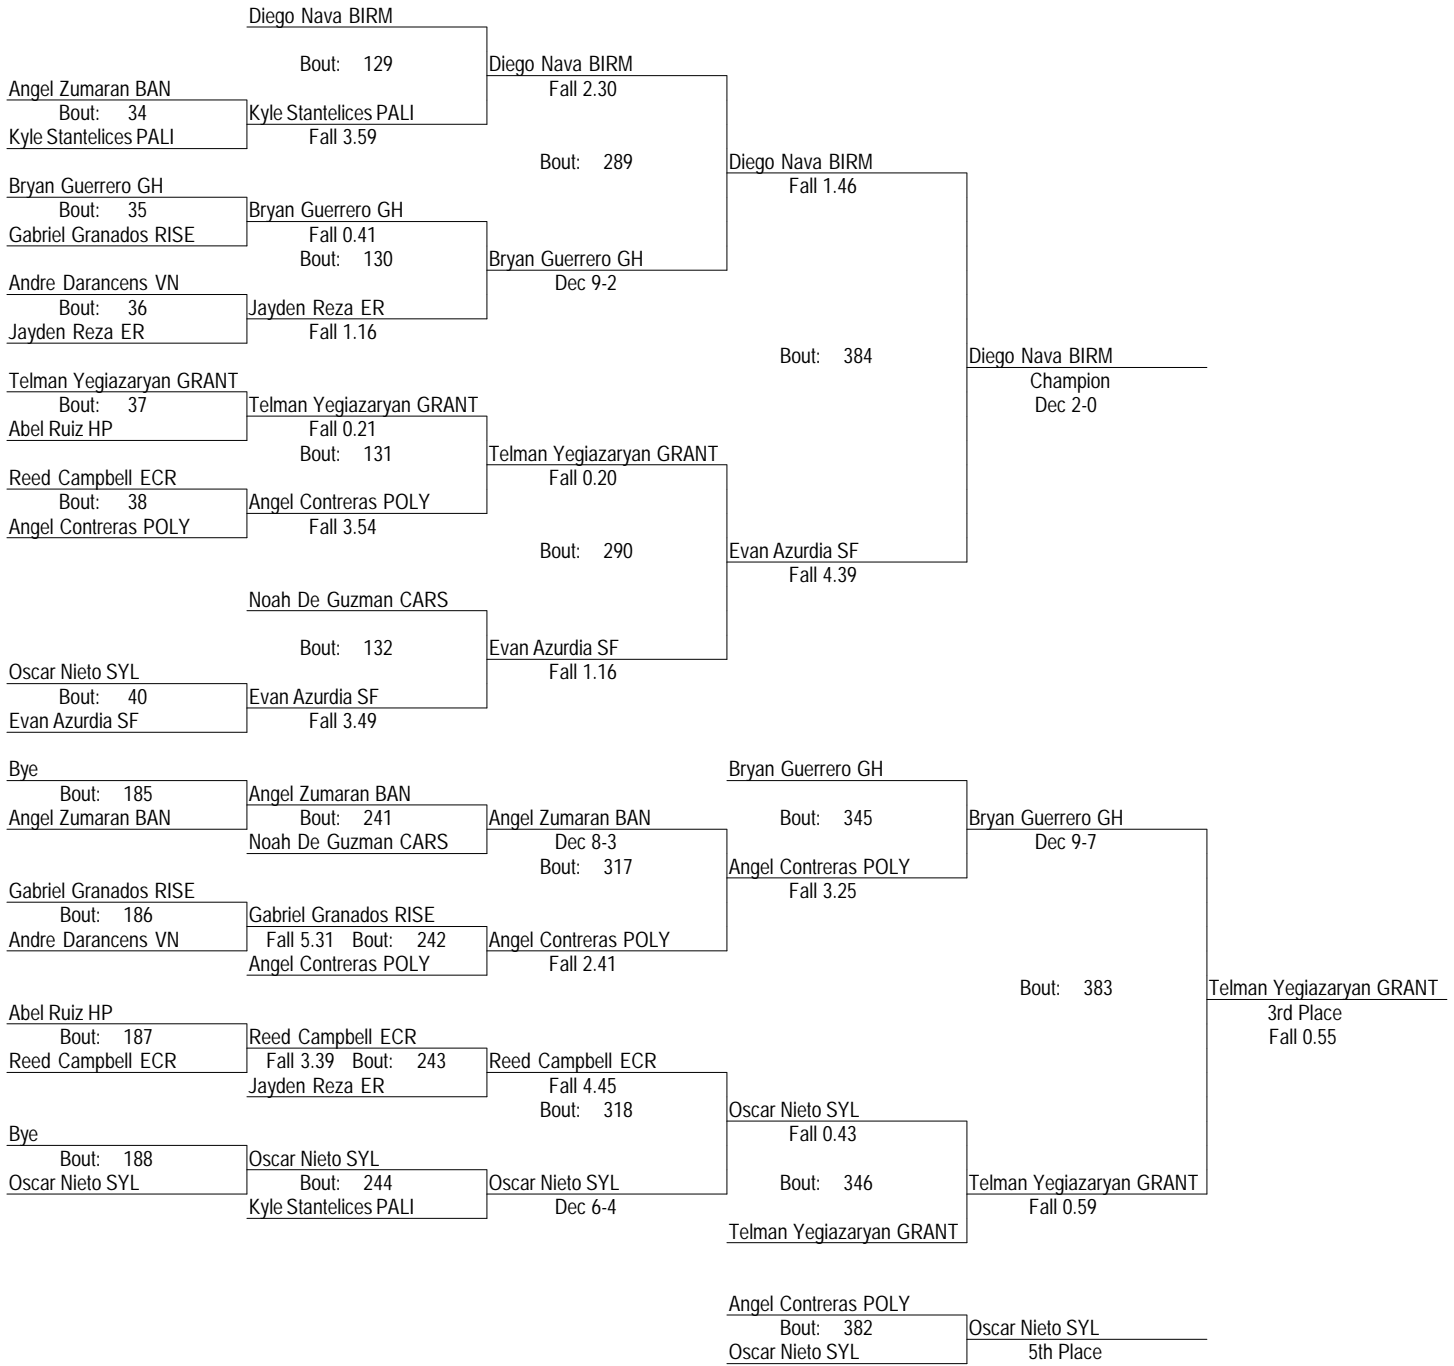 Diego Nava BIRM
Bout: 129 Diego Nava BIRM
Angel Zumaran BAN Fall 2.30
Bout: 34 Kyle Stantelices PALI
Kyle Stantelices PALI Fall 3.59
Bout: 289 Diego Nava BIRM
Bryan Guerrero GH Fall 1.46
Bout: 35 Bryan Guerrero GH
Gabriel Granados RISE Fall 0.41
Bout: 130 Bryan Guerrero GH
Andre Darancens VN Dec 9-2
Bout: 36 Jayden Reza ER
Jayden Reza ER Fall 1.16
Bout: 384 Diego Nava BIRM
Telman Yegiazaryan GRANT Champion
Bout: 37 Telman Yegiazaryan GRANT Dec 2-0
Abel Ruiz HP Fall 0.21
Bout: 131 Telman Yegiazaryan GRANT
Reed Campbell ECR Fall 0.20
Bout: 38 Angel Contreras POLY
Angel Contreras POLY Fall 3.54
Bout: 290 Evan Azurdia SF
Fall 4.39
Noah De Guzman CARS
Bout: 132 Evan Azurdia SF
Oscar Nieto SYL Fall 1.16
Bout: 40 Evan Azurdia SF
Evan Azurdia SF Fall 3.49
Bye Bryan Guerrero GH
Bout: 185 Angel Zumaran BAN
Angel Zumaran BAN Bout: 241 Angel Zumaran BAN Bout: 345 Bryan Guerrero GH
Noah De Guzman CARS Dec 8-3 Dec 9-7
Bout: 317 Angel Contreras POLY
Gabriel Granados RISE Fall 3.25
Bout: 186 Gabriel Granados RISE
Andre Darancens VN Fall 5.31 Bout: 242 Angel Contreras POLY
Angel Contreras POLY Fall 2.41
Bout: 383 Telman Yegiazaryan GRANT
Abel Ruiz HP 3rd Place
Bout: 187 Reed Campbell ECR Fall 0.55
Reed Campbell ECR Fall 3.39 Bout: 243 Reed Campbell ECR
Jayden Reza ER Fall 4.45
Bout: 318 Oscar Nieto SYL
Bye Fall 0.43
Bout: 188 Oscar Nieto SYL
Oscar Nieto SYL Bout: 244 Oscar Nieto SYL Bout: 346 Telman Yegiazaryan GRANT
Kyle Stantelices PALI Dec 6-4 Fall 0.59
Telman Yegiazaryan GRANT
Angel Contreras POLY
Bout: 382 Oscar Nieto SYL
Oscar Nieto SYL 5th Place